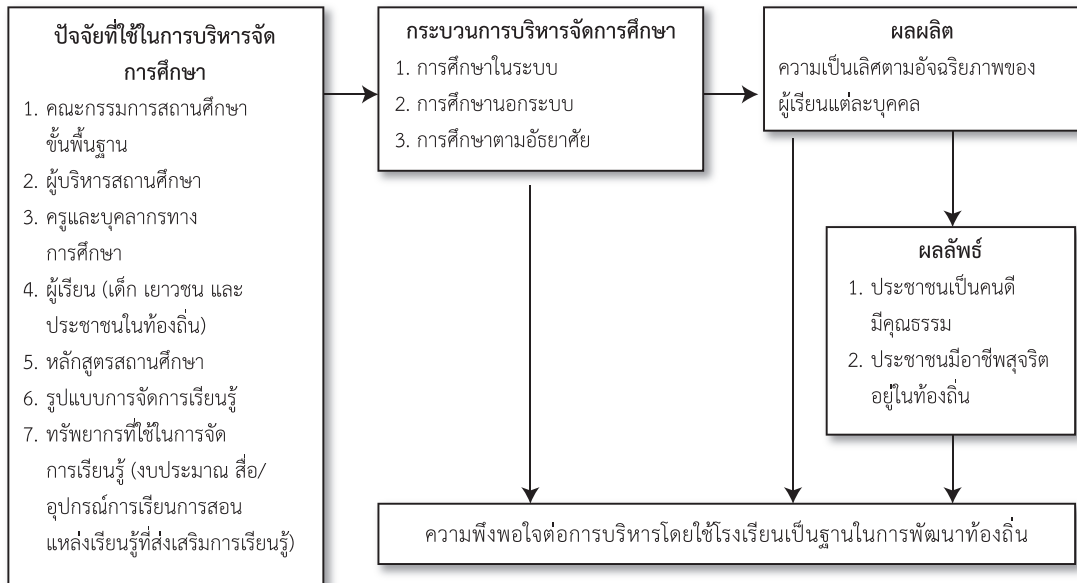 ปัจจัยที่ใช้ในการบริหารจัด
การศึกษา
1. คณะกรรมการสถานศึกษา
ขั้นพื้นฐาน
2. ผู้บริหารสถานศึกษา
3. ครูและบุคลากรทาง
การศึกษา
4. ผู้เรียน (เด็ก เยาวชน และ
ประชาชนในท้องถิ่น)
5. หลักสูตรสถานศึกษา
6. รูปแบบการจัดการเรียนรู้
7. ทรัพยากรที่ใช้ในการจัด
การเรียนรู้ (งบประมาณ สื่อ/
อุปกรณ์การเรียนการสอน
แหล่งเรียนรู้ที่ส่งเสริมการเรียนรู้)
กระบวนการบริหารจัดการศึกษา
1. การศึกษาในระบบ
2. การศึกษานอกระบบ
3. การศึกษาตามอัธยาศัย
ผลผลิต
ความเป็นเลิศตามอัจฉริยภาพของ
ผู้เรียนแต่ละบุคคล
ผลลัพธ์
1. ประชาชนเป็นคนดี
มีคุณธรรม
2. ประชาชนมีอาชีพสุจริต
อยู่ในท้องถิ่น
ความพึงพอใจต่อการบริหารโดยใช้โรงเรียนเป็นฐานในการพัฒนาท้องถิ่น